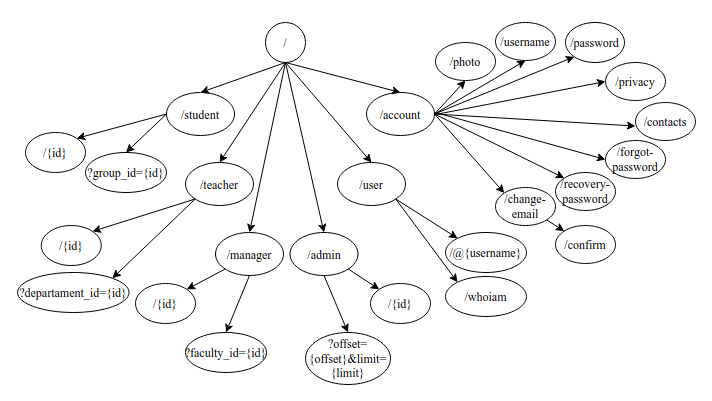 /
/photo
/username
/password
/privacy
/contacts
/forgot-
password
/recovery-
password
/change-
email
/confirm
/account
/student
/{id}
?group_id={id}
/teacher
/{id}
?departament_id={id}
/manager
/{id}
?faculty_id={id}
/admin
?offset=
{offset}&limit=
{limit}
/{id}
/user
/@{username}
/whoiam